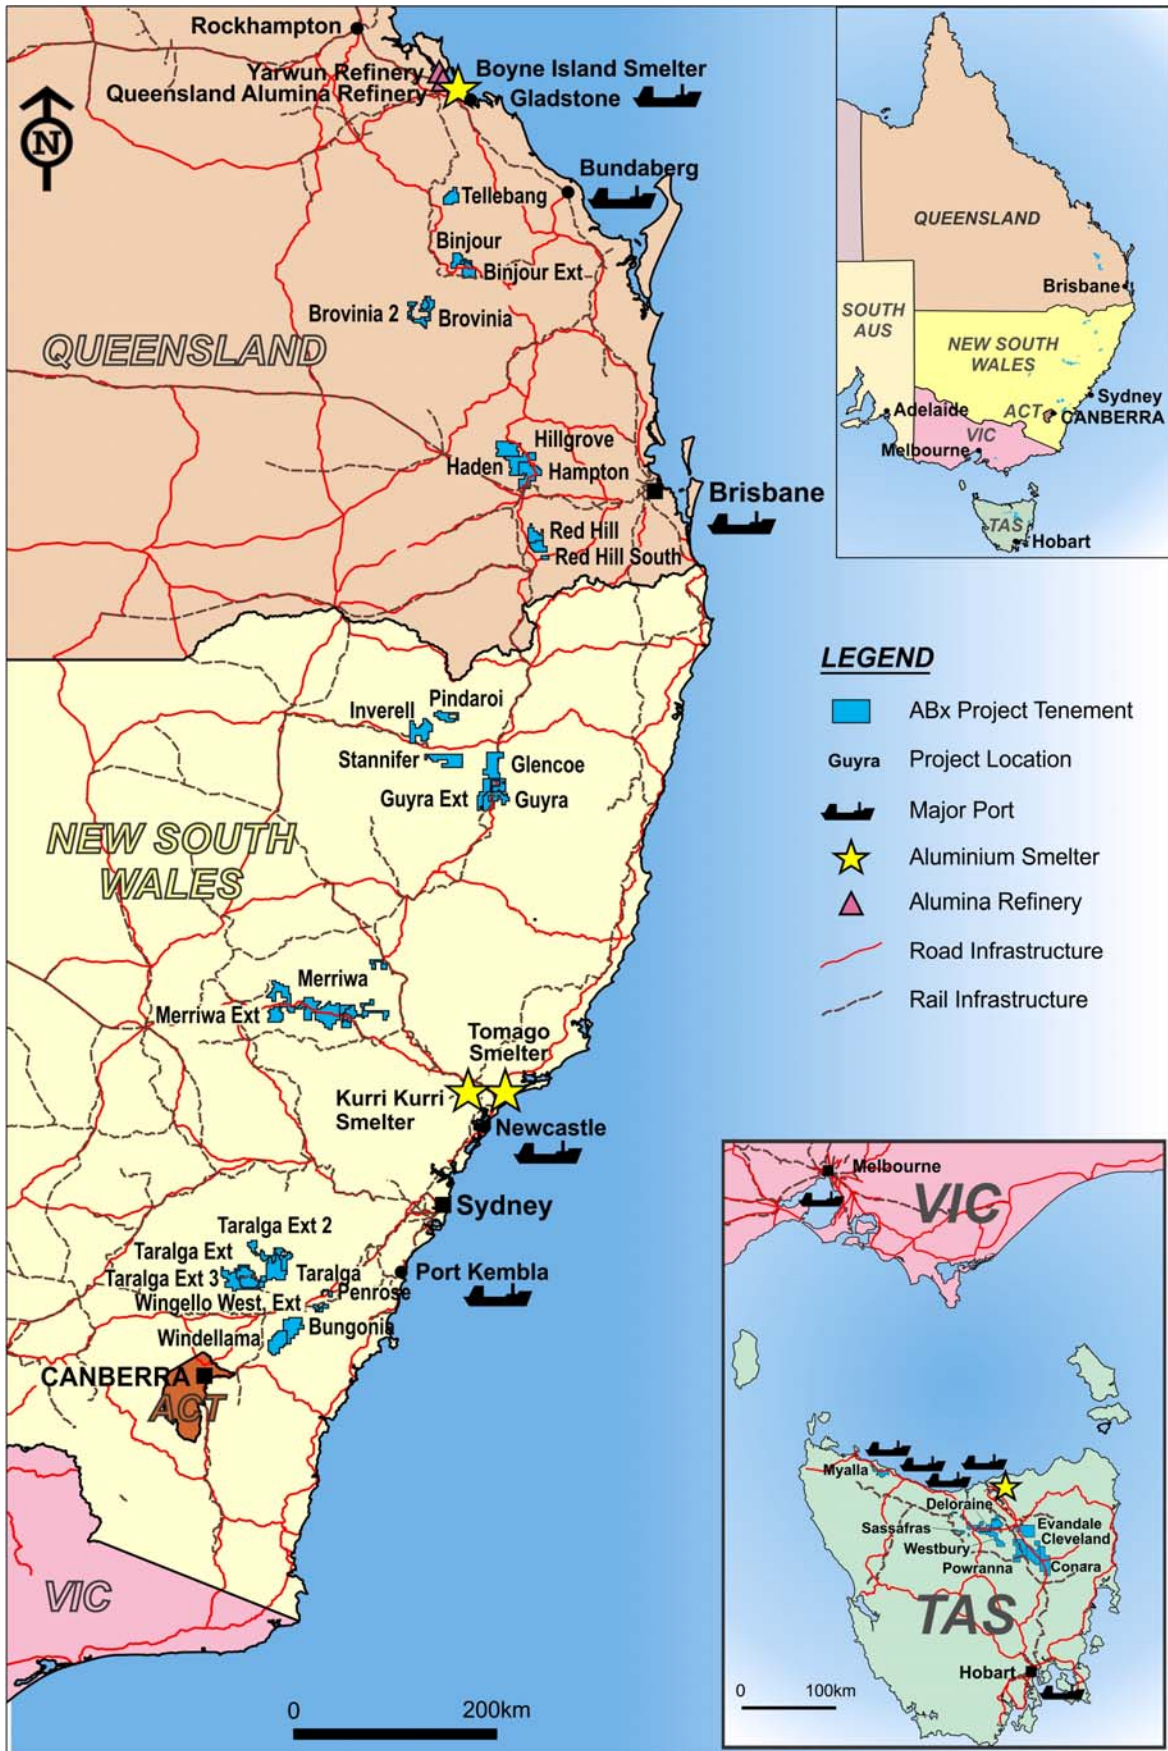 Rockhampton
Yarwun Refinery
Boyne Island Smelter
Queensland Alumina Refinery
Gladstone
N
Bundaberg
Tellebang
Binjour
Binjour Ext
Brovinia 2
Brovinia
QUEENSLAND
Hillgrove
Haden
Hampton
Brisbane
Red Hill
Red Hill South
Pindaroi
Inverell
Stannifer
Glencoe
Guyra Ext
Guyra
NEW SOUTH
WALES
Merriwa
Merriwa Ext
Tomago
Smelter
Kurri Kurri
Smelter
Newcastle
Sydney
Taralga Ext 2
Taralga Ext
Taralga Ext 3
Taralga
Port Kembla
Penrose
Wingello West, Ext
Bungonia
Windellama
CANBERRA
ACT
VIC
0
200km
QUEENSLAND
Brisbane
SOUTH
AUS
NEW SOUTH
WALES
Sydney
Adelaide
ACT
CANBERRA
VIC
Melbourne
TAS
Hobart
LEGEND
ABx Project Tenement
Guyra
Project Location
Major Port
Aluminium Smelter
Alumina Refinery
Road Infrastructure
Rail Infrastructure
Melbourne
VIC
Myalla
Deloraine
Sassafras
Evandale
Cleveland
Westbury
Powranna
Conara
TAS
Hobart
0
100km